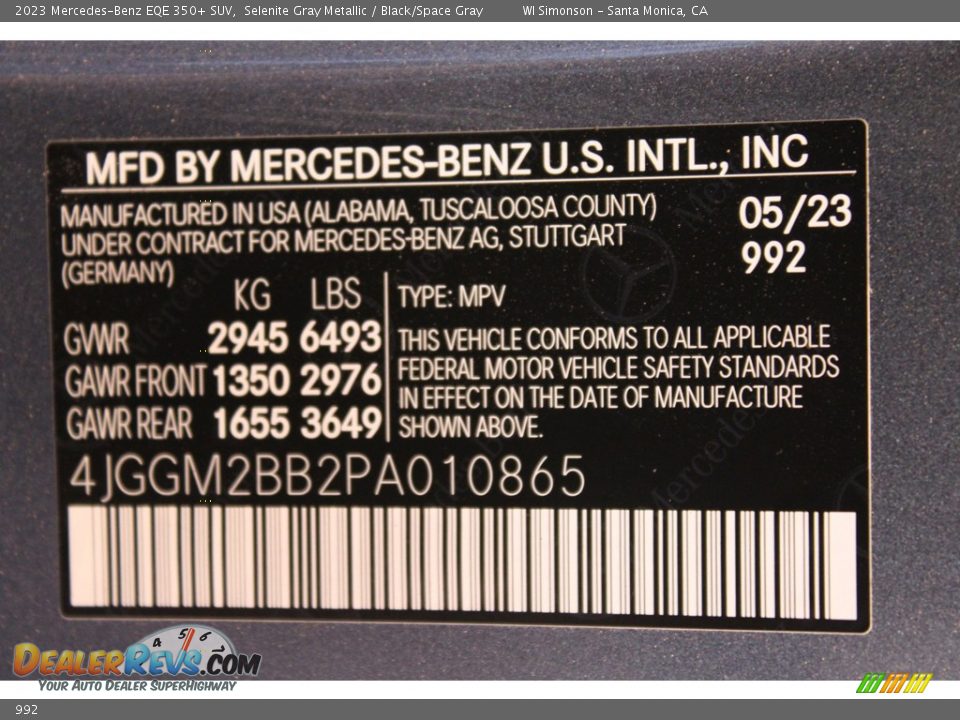 2023 Mercedes-Benz EQE 350+ SUV, Selenite Gray Metallic / Black/Space Gray WI Simonson - Santa Monica, CA
MFD BY MERCEDES-BENZ U.S. INTL., INC
MANUFACTURED IN USA (ALABAMA, TUSCALOOSA COUNTY) 05/23
UNDER CONTRACT FOR MERCEDES-BENZ AG, STUTTGART 992
(GERMANY)
KG LBS TYPE: MPV
GVWR 2945 6493 THIS VEHICLE CONFORMS TO ALL APPLICABLE
GAWR FRONT 1350 2976 FEDERAL MOTOR VEHICLE SAFETY STANDARDS
IN EFFECT ON THE DATE OF MANUFACTURE
GAWR REAR 1655 3649 SHOWN ABOVE.
4JGGM2BB2PA010865
4 5 6
DEALERREVS.COM
YOUR AUTO DEALER SUPERHIGHWAY
992